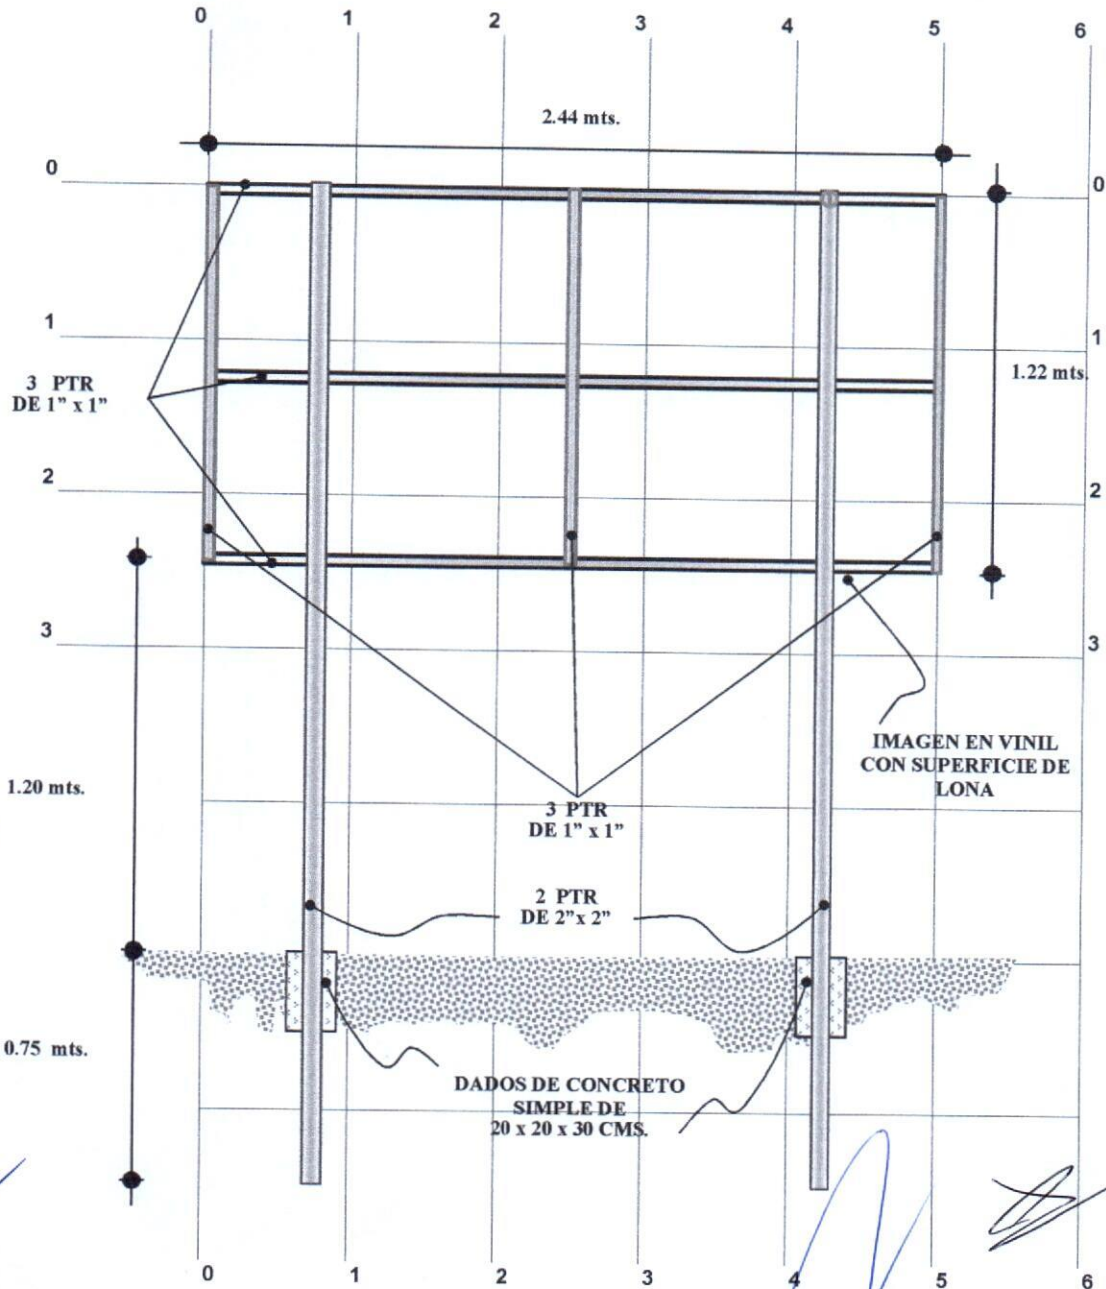 0 1 2 3 4 5 6
2.44 mts.
0 0
1 1
1.22 mts.
3 PTR
DE 1" x 1"
2 2
3 3
IMAGEN EN VINIL
CON SUPERFICIE DE
LONA
1.20 mts.
3 PTR
DE 1" x 1"
2 PTR
DE 2"x 2"
0.75 mts.
DADOS DE CONCRETO
SIMPLE DE
20 x 20 x 30 CMS.
0 1 2 3 4 5 6